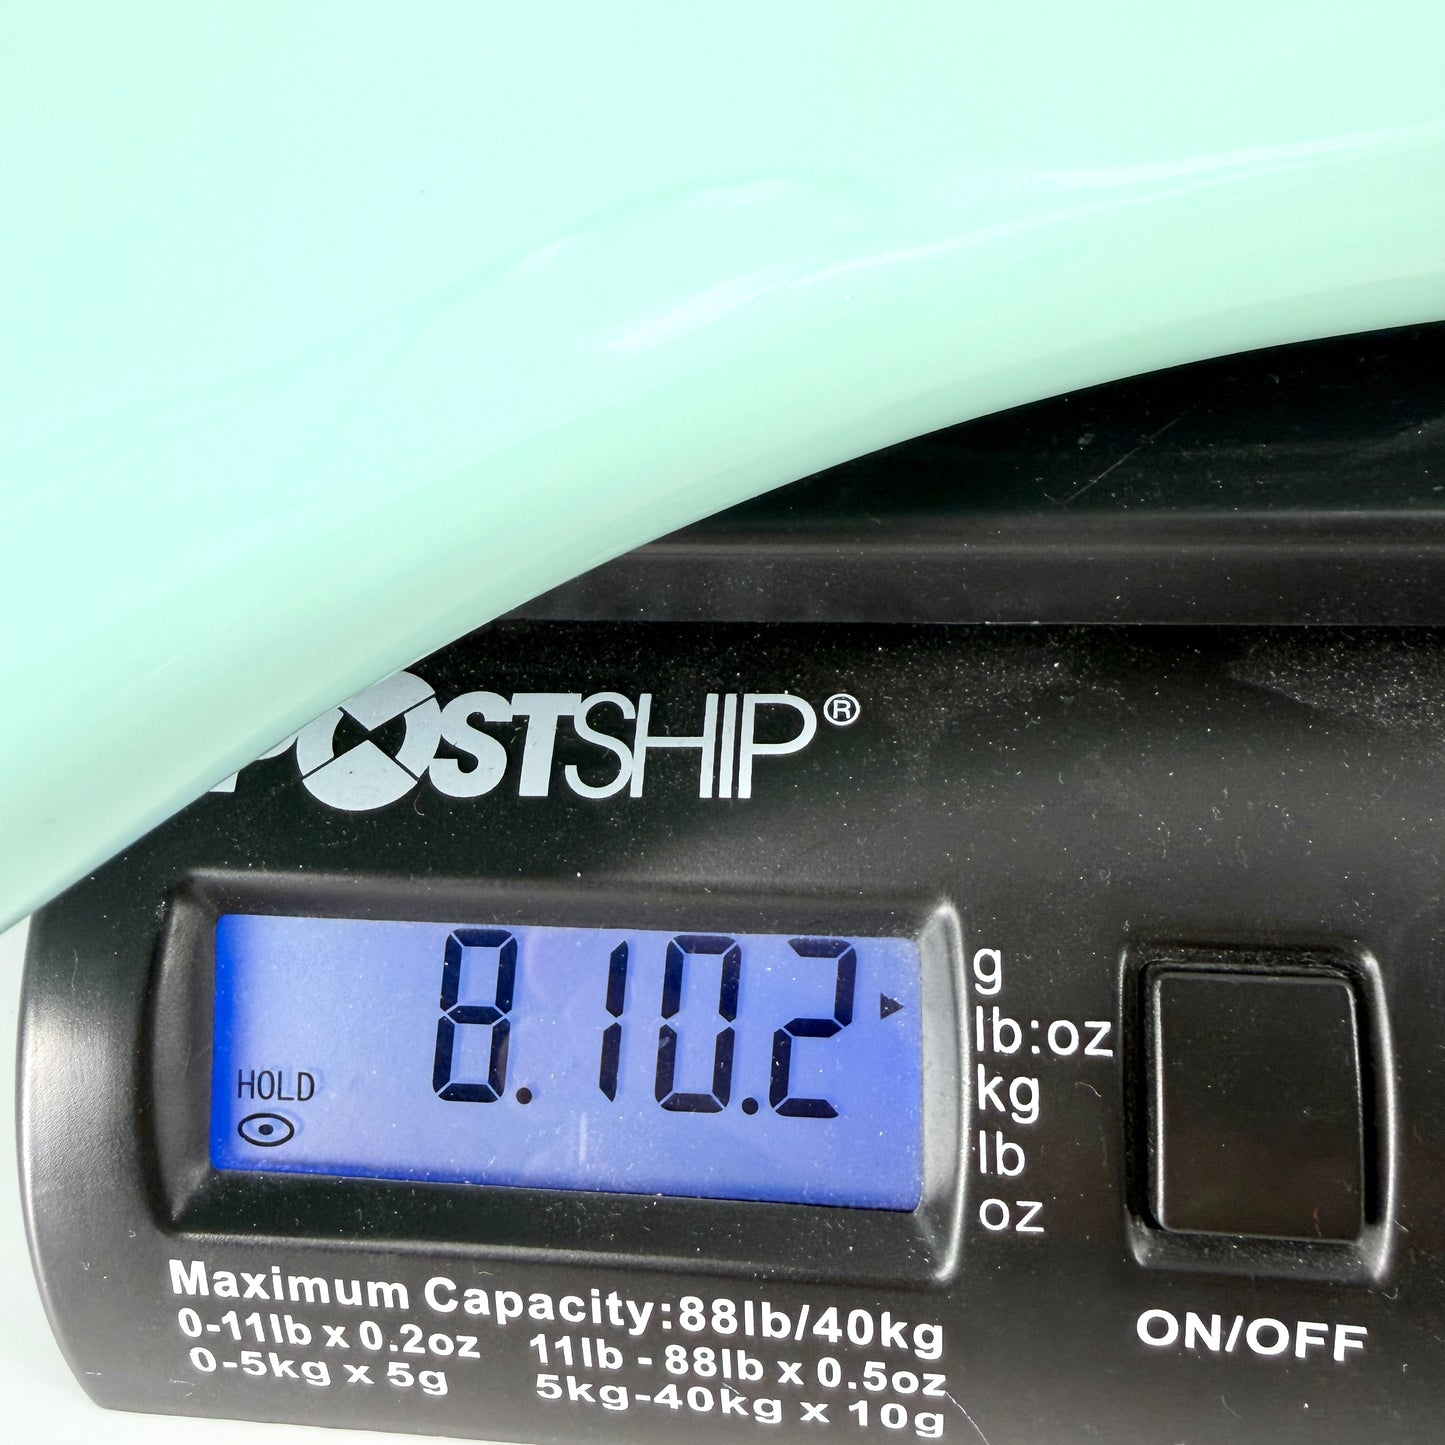 POSTSHIP®
8.10.2
HOLD
g
lb:oz
kg
lb
oz
ON/OFF
Maximum Capacity:88lb/40kg
0-11lb x 0.2oz 11lb - 88lb x 0.5oz
0-5kg x 5g 5kg-40kg x 10g